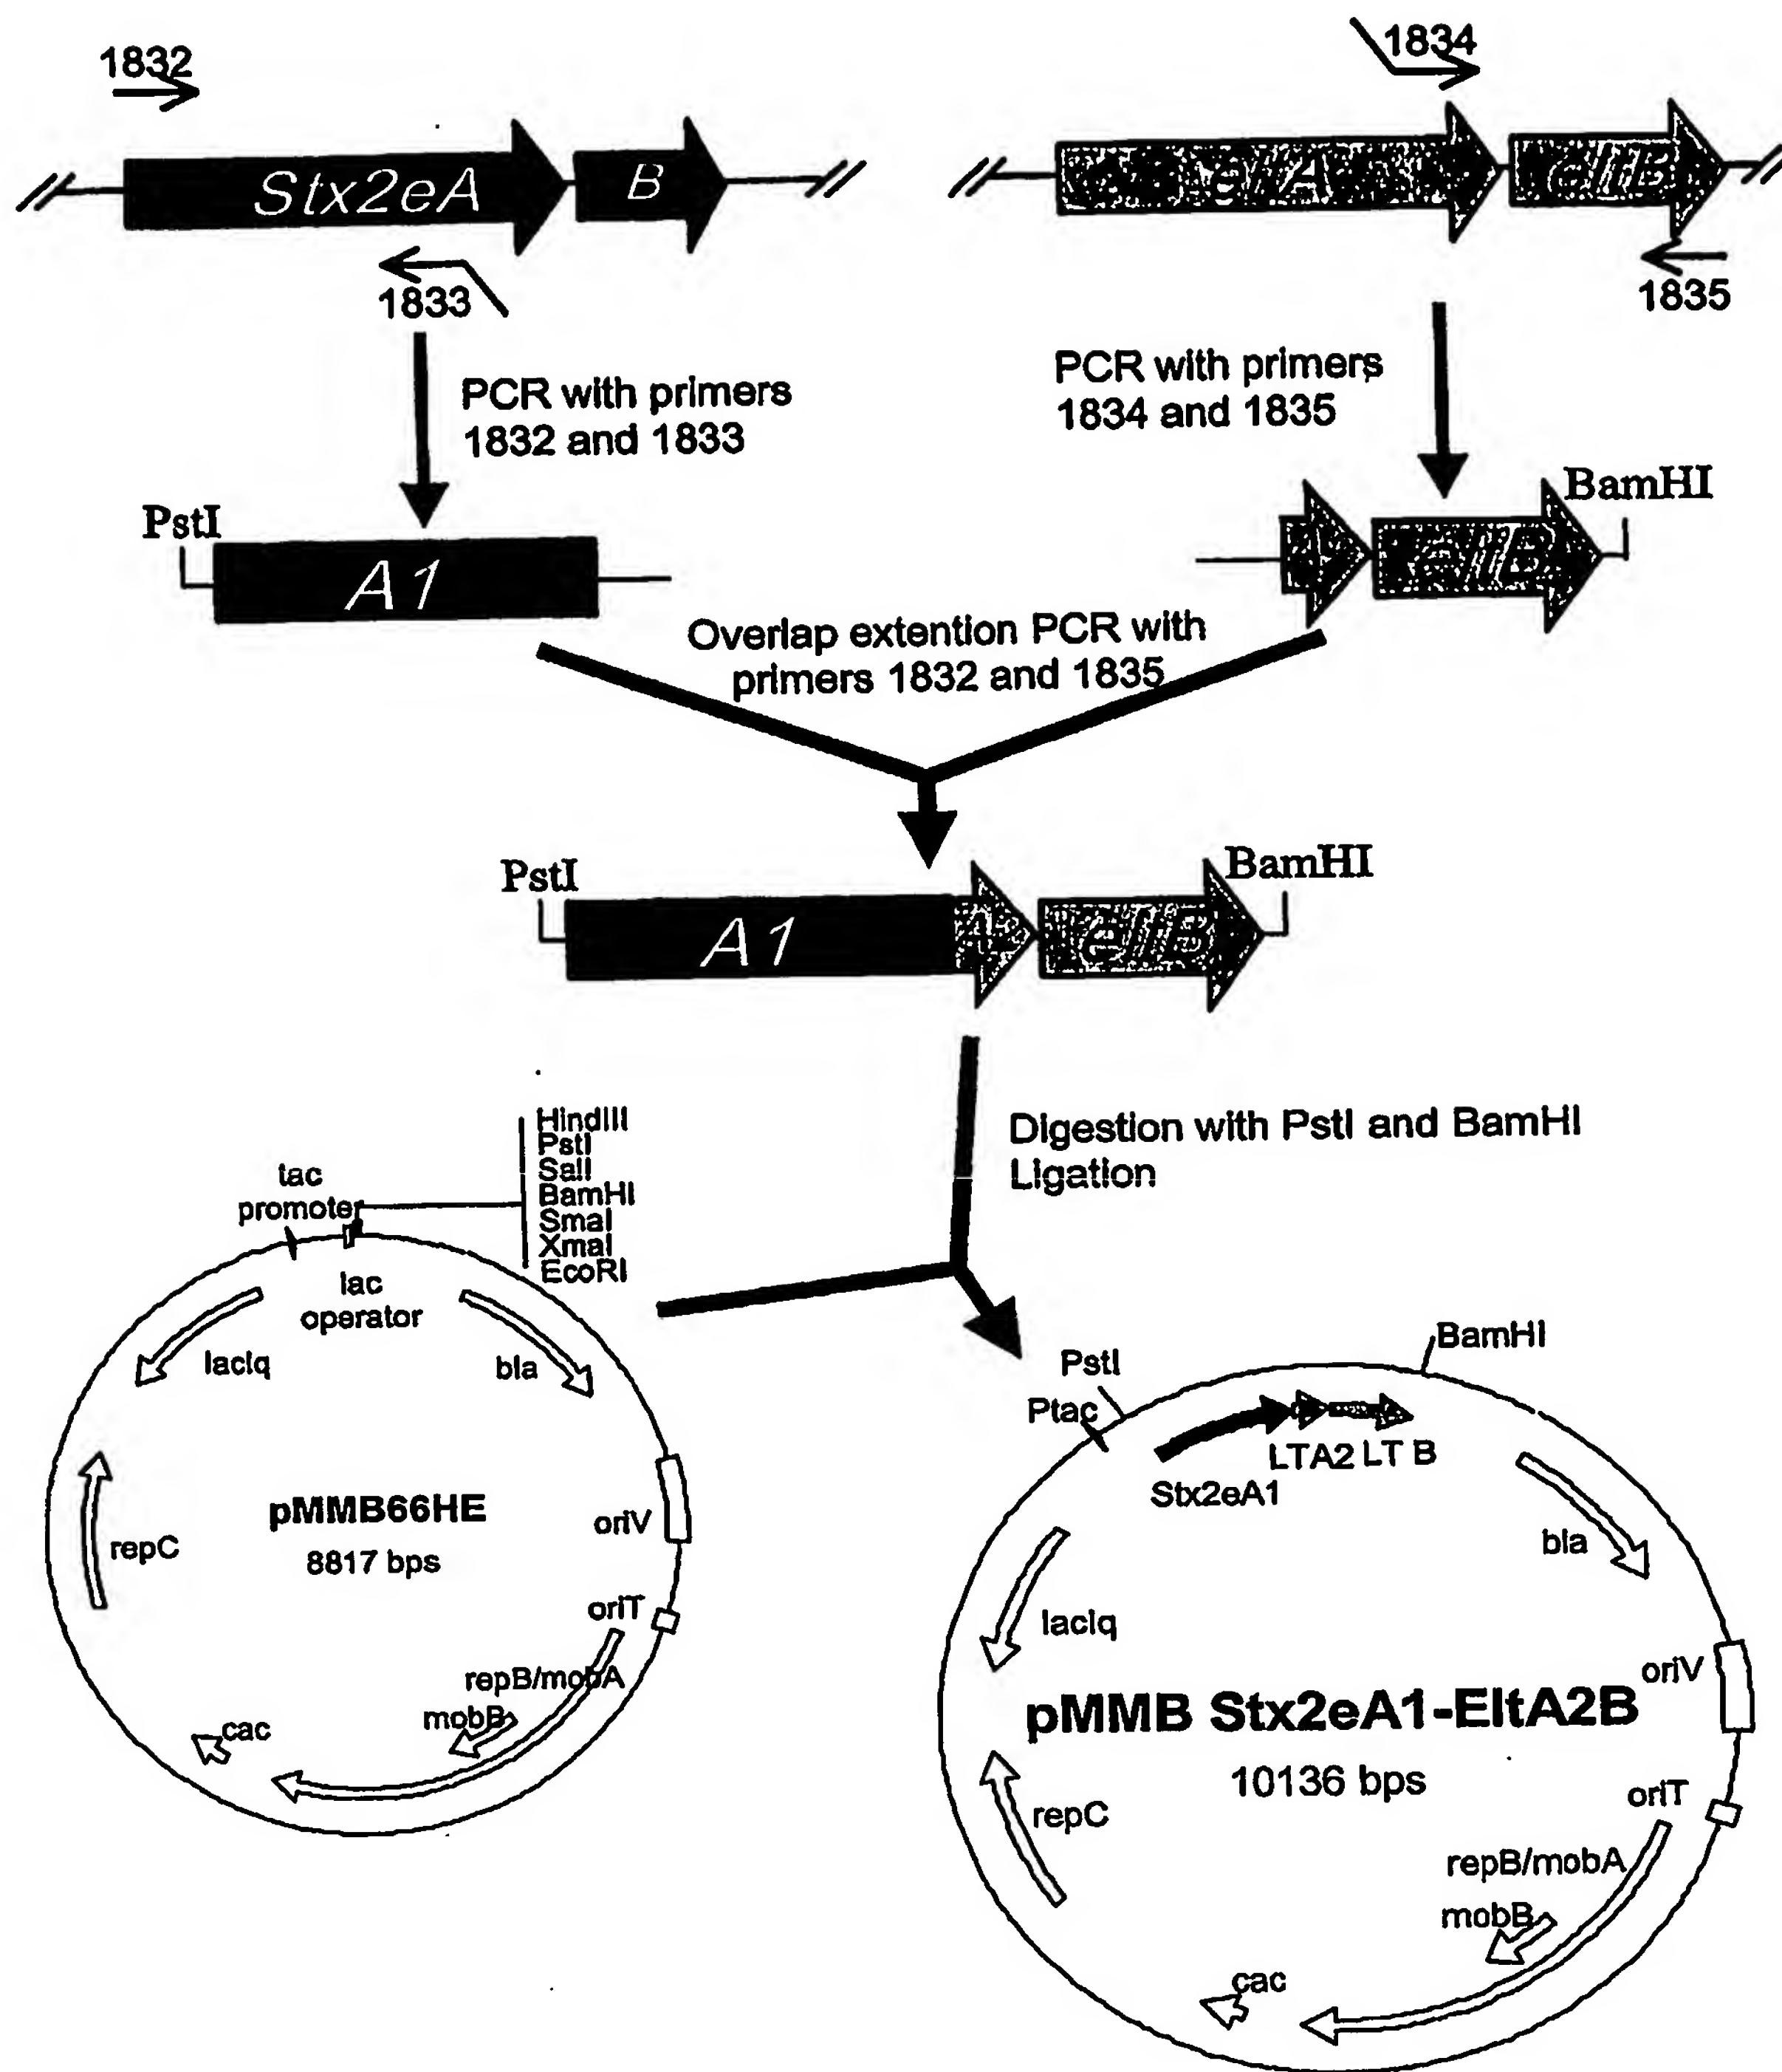 1832
1834
Stx2eA
B
eltA
eltB
1833
1835
PCR with primers
1832 and 1833
PCR with primers
1834 and 1835
PstI
A1
BamHI
eltB
Overlap extention PCR with
primers 1832 and 1835
PstI
BamHI
A1
eltB
HindIII
PstI
SalI
BamHI
SmaI
XmaI
EcoRI
Digestion with PstI and BamHI
Ligation
tac
promoter
lac
operator
lacIq
bla
repC
pMMB66HE
8817 bps
oriV
oriT
repB/mobA
mobB
cac
PstI
BamHI
Ptac
LTA2 LT B
Stx2eA1
bla
lacIq
oriV
pMMB Stx2eA1-EltA2B
10136 bps
oriT
repC
repB/mobA
mobB
cac